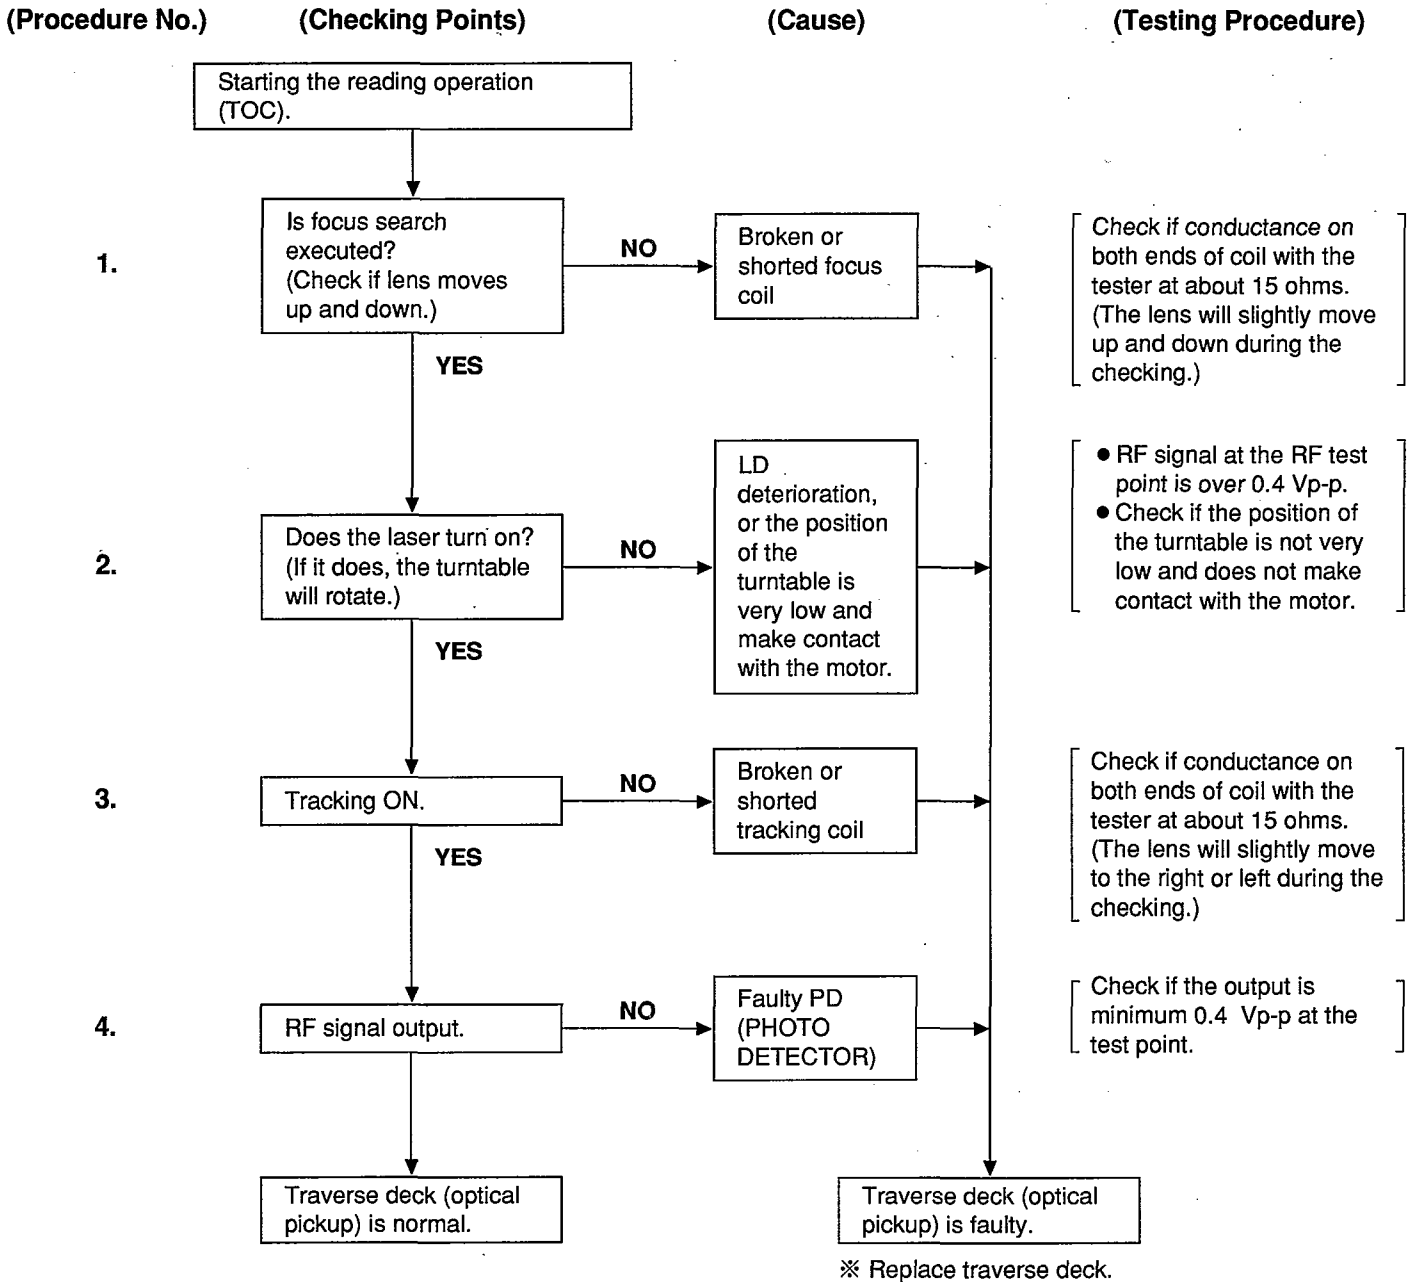 (Procedure No.)
(Checking Points)
(Cause)
(Testing Procedure)
Starting the reading operation
(TOC).
1.
Is focus search
executed?
(Check if lens moves
up and down.)
NO
YES
Broken or
shorted focus
coil
Check if conductance on
both ends of coil with the
tester at about 15 ohms.
(The lens will slightly move
up and down during the
checking.)
2.
Does the laser turn on?
(If it does, the turntable
will rotate.)
NO
YES
LD
deterioration,
or the position
of the
turntable is
very low and
make contact
with the motor.
● RF signal at the RF test
point is over 0.4 Vp-p.
● Check if the position of
the turntable is not very
low and does not make
contact with the motor.
3.
Tracking ON.
NO
YES
Broken or
shorted
tracking coil
Check if conductance on
both ends of coil with the
tester at about 15 ohms.
(The lens will slightly move
to the right or left during the
checking.)
4.
RF signal output.
NO
Faulty PD
(PHOTO
DETECTOR)
Check if the output is
minimum 0.4 Vp-p at the
test point.
Traverse deck (optical
pickup) is normal.
Traverse deck (optical
pickup) is faulty.
※ Replace traverse deck.